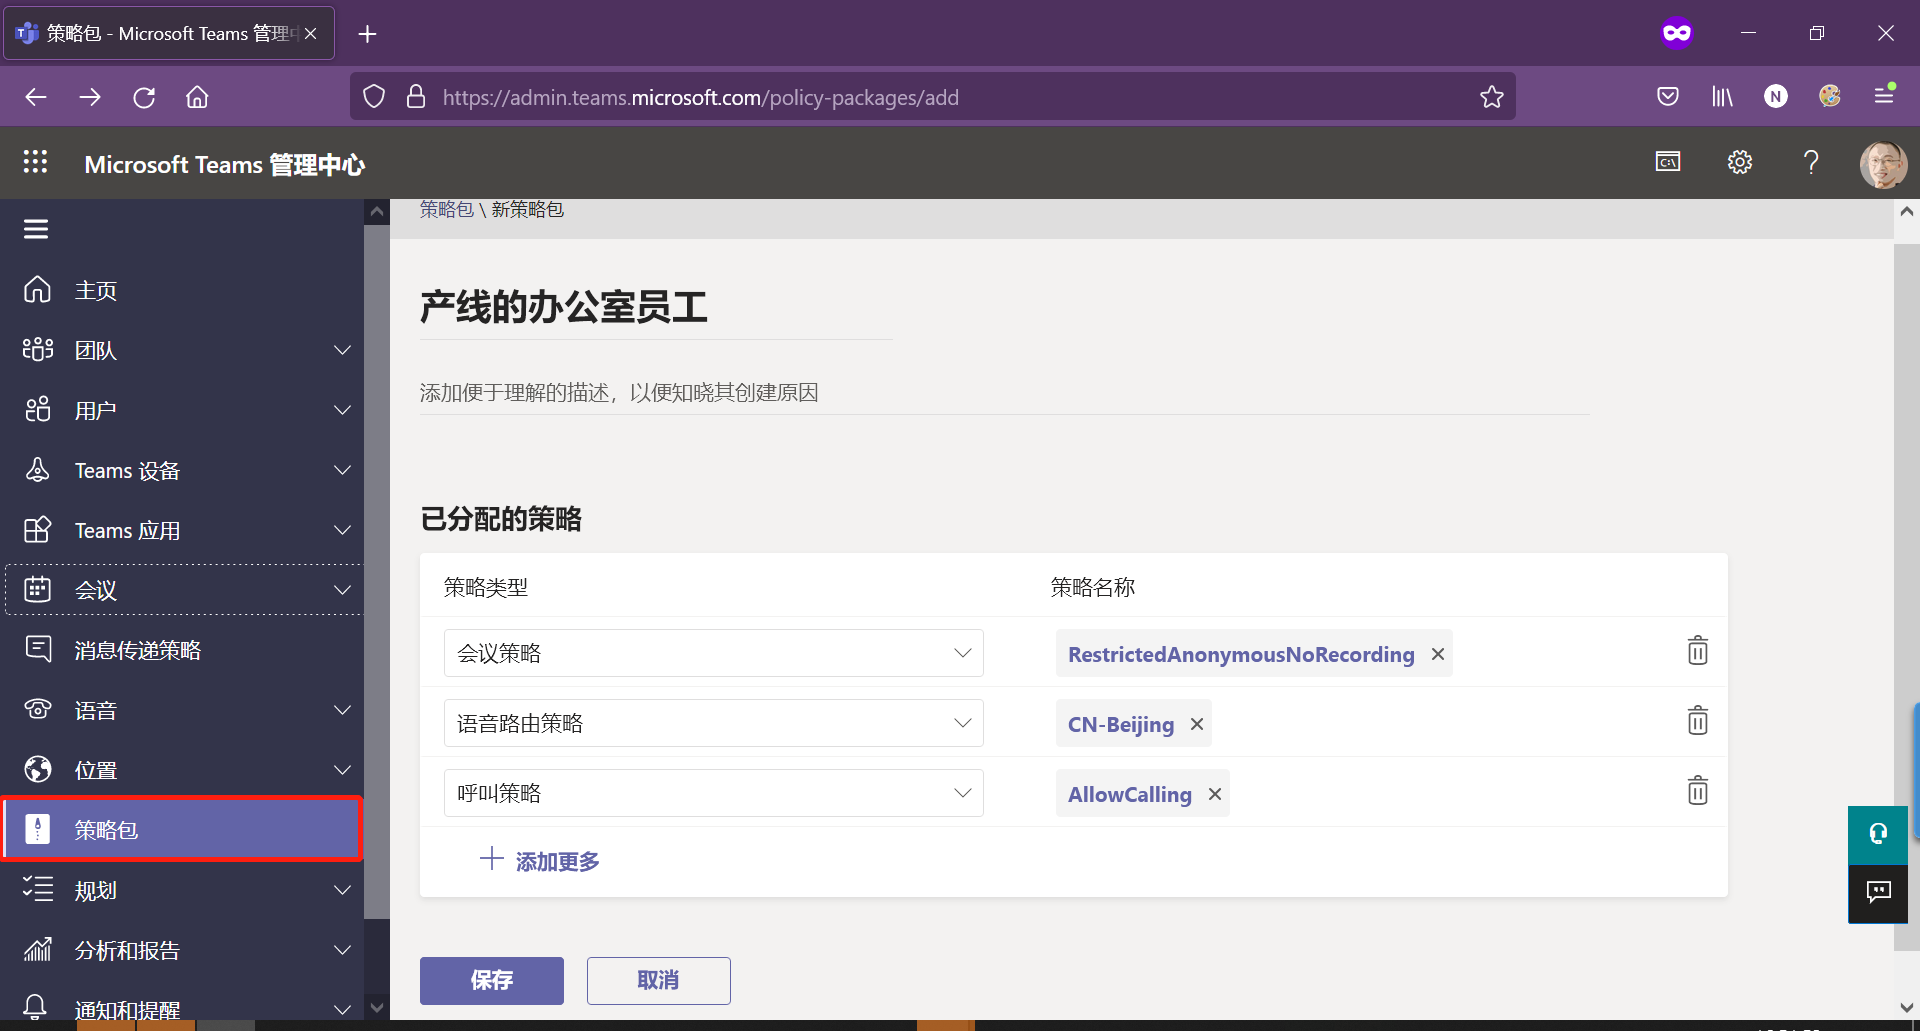 策略包 - Microsoft Teams 管理中
https://admin.teams.microsoft.com/policy-packages/add
N
Microsoft Teams 管理中心
C:\
策略包 \ 新策略包
主页
团队
用户
Teams 设备
Teams 应用
会议
消息传递策略
语音
位置
策略包
规划
分析和报告
通知和提醒
产线的办公室员工
添加便于理解的描述，以便知晓其创建原因
已分配的策略
策略类型 策略名称
会议策略 RestrictedAnonymousNoRecording
语音路由策略 CN-Beijing
呼叫策略 AllowCalling
添加更多
保存 取消